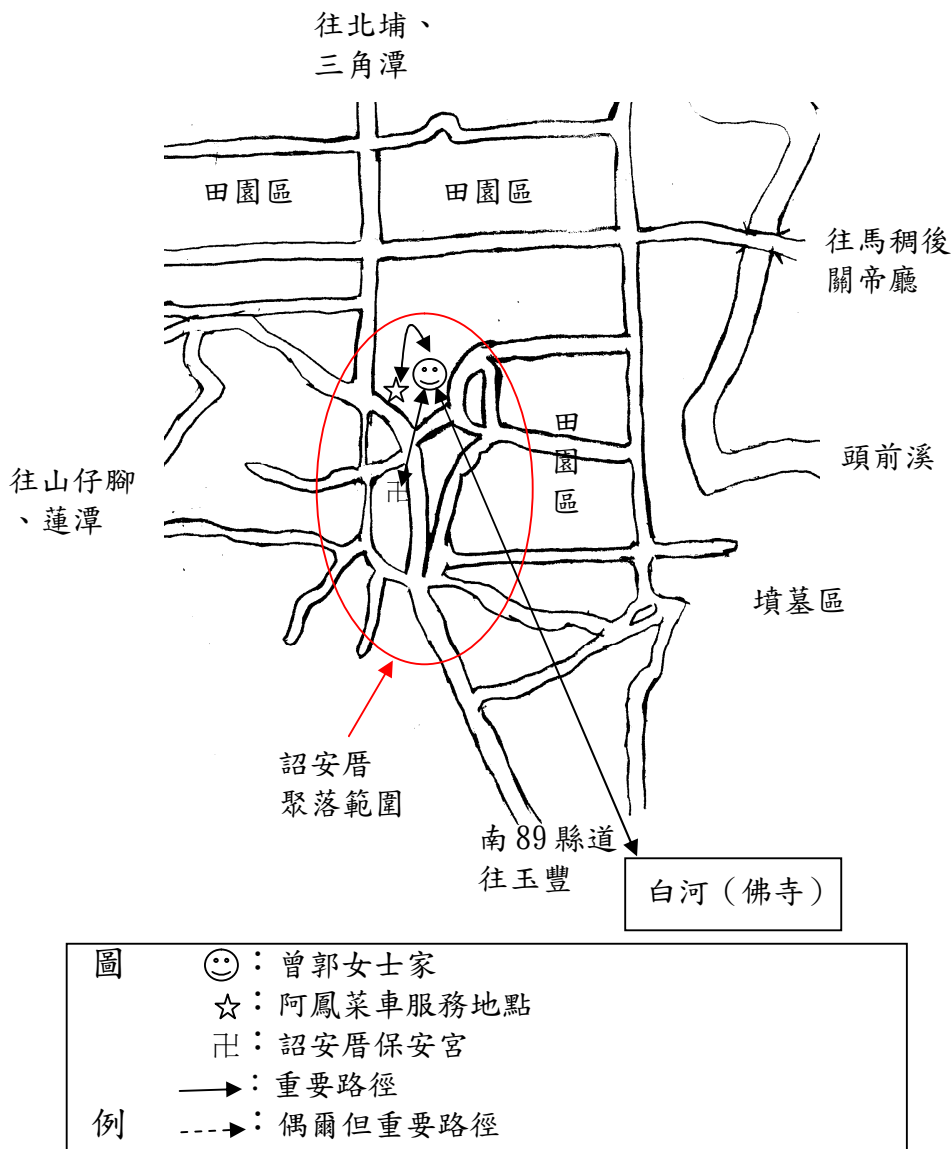 往北埔、
三角潭
田園區
田園區
往馬稠後
關帝廳
田
園
區
頭前溪
往山仔腳
、蓮潭
卍
墳墓區
詔安厝
聚落範圍
南 89 縣道
往玉豐
白河（佛寺）
圖
：曾郭女士家
☆：阿鳳菜車服務地點
卍：詔安厝保安宮
：重要路徑
例
：偶爾但重要路徑